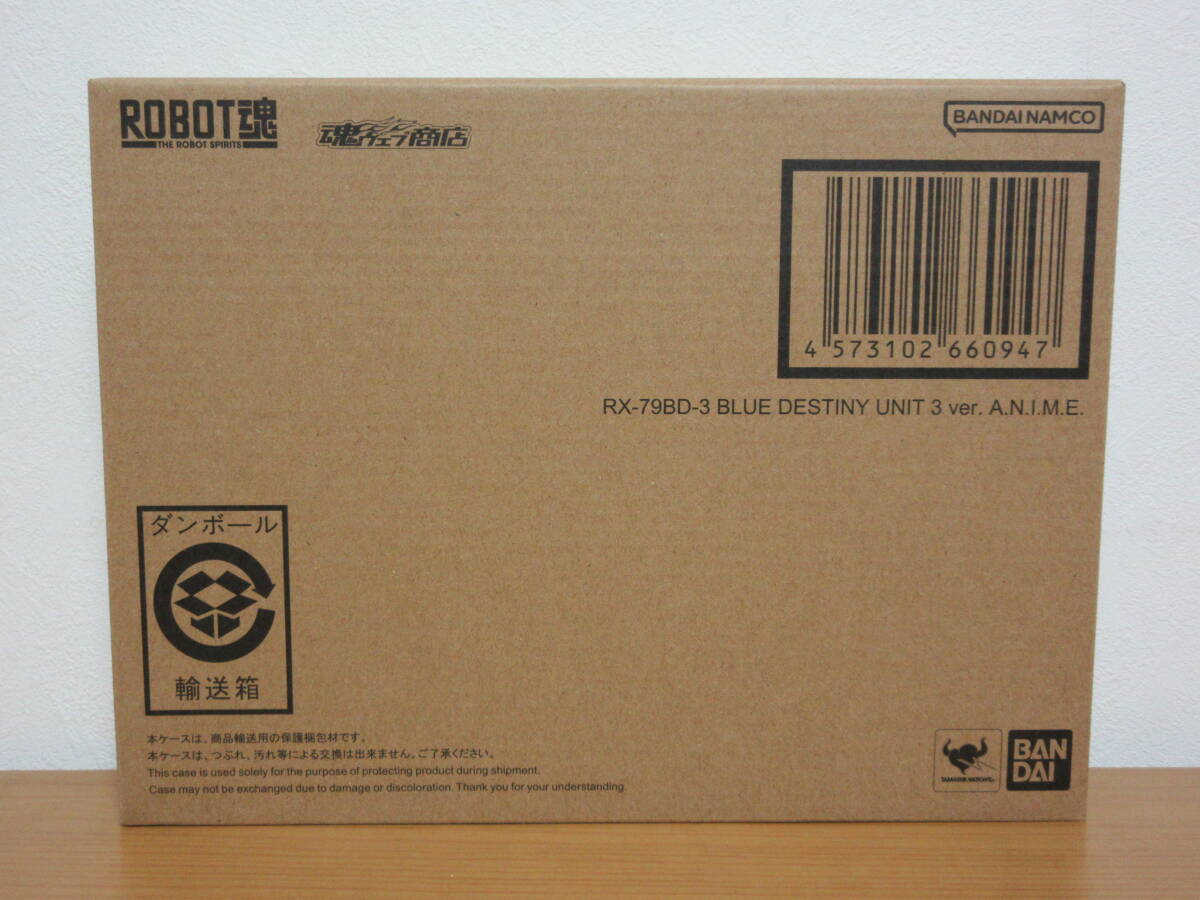 ROBOT魂
THE ROBOT SPIRITS
魂ウェブ商店
BANDAI NAMCO
4 573102 660947
RX-79BD-3 BLUE DESTINY UNIT 3 ver. A.N.I.M.E.
ダンボール
輸送箱
本ケースは、商品輸送用の保護梱包材です。
本ケースは、つぶれ、汚れ等による交換は出来ません。ご了承ください。
This case is used solely for the purpose of protecting product during shipment.
Case may not be exchanged due to damage or discoloration. Thank you for your understanding.
TAMASHII NATIONS
BAN
DAI